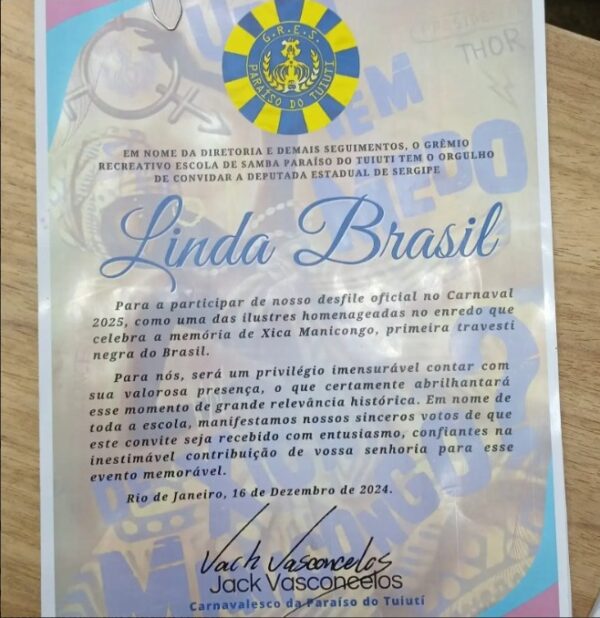 G.R.E.S.
PARAÍSO DO TUIUTI
PRESIDENTE
THOR
QUEM
TEM
MEDO
EM NOME DA DIRETORIA E DEMAIS SEGUIMENTOS, O GRÊMIO
RECREATIVO ESCOLA DE SAMBA PARAÍSO DO TUIUTI TEM O ORGULHO
DE CONVIDAR A DEPUTADA ESTADUAL DE SERGIPE
Linda Brasil
Para a participar de nosso desfile oficial no Carnaval
2025, como uma das ilustres homenageadas no enredo que
celebra a memória de Xica Manicongo, primeira travesti
negra do Brasil.
Para nós, será um privilégio imensurável contar com
sua valorosa presença, o que certamente abrilhantará
esse momento de grande relevância histórica. Em nome de
toda a escola, manifestamos nossos sinceros votos de que
este convite seja recebido com entusiasmo, confiantes na
inestimável contribuição de vossa senhoria para esse
evento memorável.
Rio de Janeiro, 16 de Dezembro de 2024.
Jack Vasconcelos
Jack Vasconcelos
Carnavalesco da Paraíso do Tuiutí